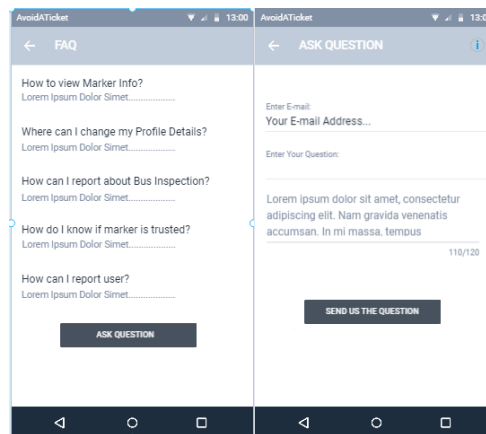 AvoidATicket 13:00
FAQ
How to view Marker Info?
Lorem Ipsum Dolor Simet...................
Where can I change my Profile Details?
Lorem Ipsum Dolor Simet...................
How can I report about Bus Inspection?
Lorem Ipsum Dolor Simet...................
How do I know if marker is trusted?
Lorem Ipsum Dolor Simet...................
How can I report user?
Lorem Ipsum Dolor Simet...................
ASK QUESTION
AvoidATicket 13:00
ASK QUESTION
Enter E-mail:
Your E-mail Address...
Enter Your Question:
Lorem ipsum dolor sit amet, consectetur
adipiscing elit. Nam gravida venenatis
accumsan. In mi massa, tempus
110/120
SEND US THE QUESTION